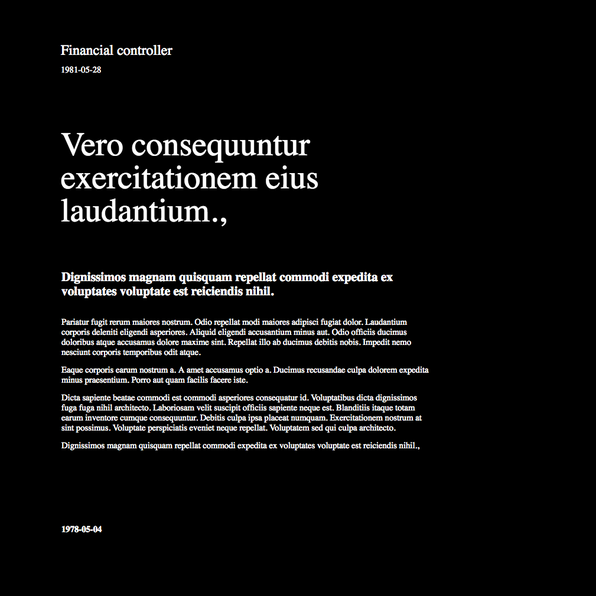 Financial controller
1981-05-28
Vero consequuntur
exercitationem eius
laudantium.,
Dignissimos magnam quisquam repellat commodi expedita ex
voluptates voluptate est reiciendis nihil.
Pariatur fugit rerum maiores nostrum. Odio repellat modi maiores adipisci fugiat dolor. Laudantium
corporis deleniti eligendi asperiores. Aliquid eligendi accusantium minus aut. Odio officiis ducimus
doloribus atque accusamus dolore maxime sint. Repellat illo ab ducimus debitis nobis. Impedit nemo
nesciunt corporis temporibus odit atque.
Eaque corporis earum nostrum a. A amet accusamus optio a. Ducimus recusandae culpa dolorem expedita
minus praesentium. Porro aut quam facilis facere iste.
Dicta sapiente beatae commodi est commodi asperiores consequatur id. Voluptatibus dicta dignissimos
fuga fuga nihil architecto. Laboriosam velit suscipit officiis sapiente neque est. Blanditiis itaque totam
earum inventore cumque consequuntur. Debitis culpa ipsa placeat numquam. Exercitationem nostrum at
sint possimus. Voluptate perspiciatis eveniet neque repellat. Voluptatem sed qui culpa architecto.
Dignissimos magnam quisquam repellat commodi expedita ex voluptates voluptate est reiciendis nihil.,
1978-05-04